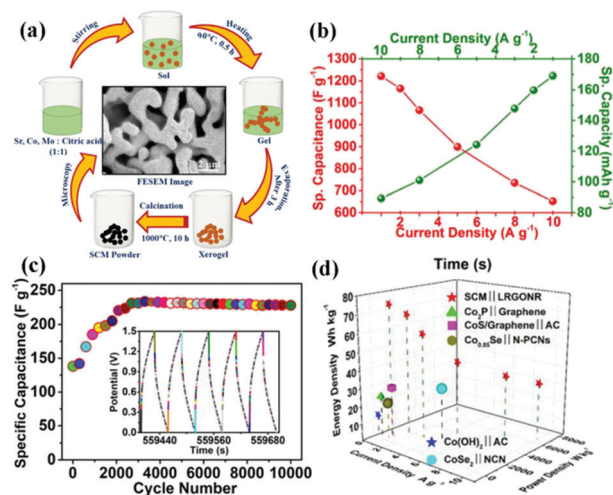 (a)
Stirring
Sol
Heating
90°C, 0.5 h
Sr, Co, Mo : Citric acid
(1:1)
2 µm
FESEM Image
Gel
Evaporation,
After 3 h
Microscopy
SCM Powder
Calcination
1000°C, 10 h
Xerogel
(b)
Current Density (A g⁻¹)
10 8 6 4 2
Sp. Capacitance (F g⁻¹)
1300
1200
1100
1000
900
800
700
600
180
160
140
120
100
80
Sp. Capacity (mAh g⁻¹)
2 4 6 8 10
Current Density (A g⁻¹)
(c)
Specific Capacitance (F g⁻¹)
250
200
150
100
50
0
Potential (V)
1.5
1.2
0.9
0.6
0.3
0.0
559440 559560 559680
Time (s)
0 2000 4000 6000 8000 10000
Cycle Number
(d)
Time (s)
SCM || LRGONR
Co₂P || Graphene
CoS/Graphene || AC
Co₀.₈₅Se || N-PCNs
Co(OH)₂ || AC
CoSe₂ || NCN
Energy Density Wh kg⁻¹
80
70
60
50
40
30
20
10
0 2 4 6 8 10
Current Density A g⁻¹
0 2000 4000 6000 8000
Power Density W kg⁻¹